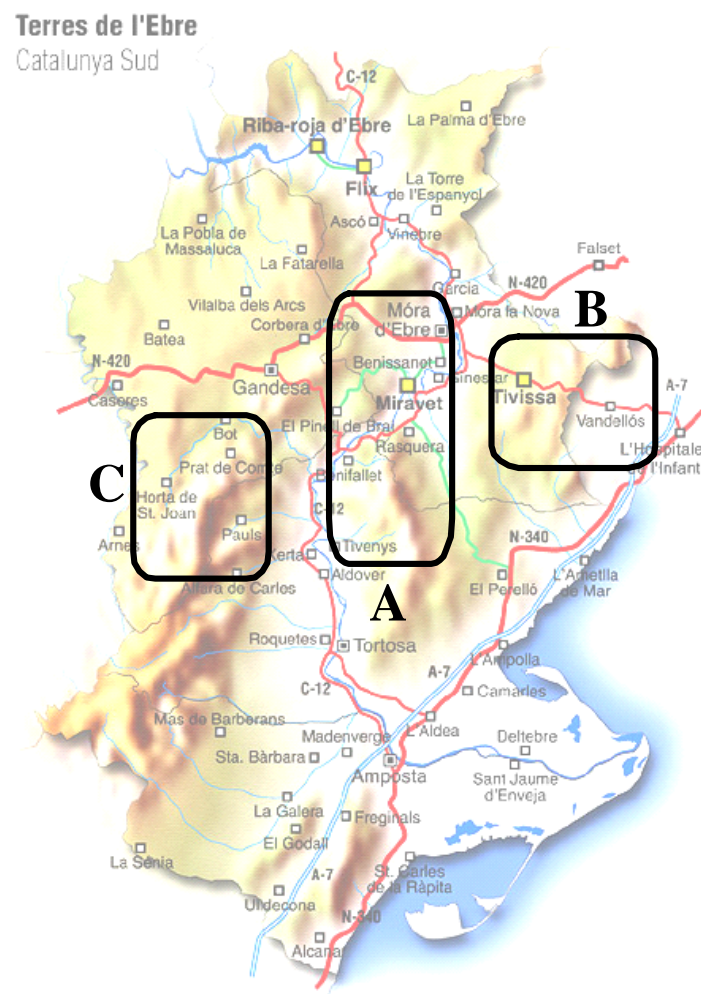 Terres de l'Ebre
Catalunya Sud
C-12
La Palma d'Ebre
Riba-roja d'Ebre
Flix
La Torre
de l'Espanyol
Ascó
Vinebre
La Pobla de
Massaluca
La Fatarella
Falset
Garcia
N-420
Vilalba dels Arcs
Móra
d'Ebre
Móra la Nova
B
Batea
Corbera d'Ebre
N-420
Benissanet
Ginestar
Tivissa
A-7
Gandesa
Caseres
Miravet
Vandellòs
El Pinell de Brai
Bot
Rasquera
L'Hospitale
l'Infant
Prat de Comte
C
Benifallet
Horta de
St. Joan
C-12
Pauls
Arnes
N-340
Xerta
Tivenys
Aldover
L'Ametlla
de Mar
Alfara de Carles
El Perelló
A
Roquetes
Tortosa
L'Ampolla
A-7
C-12
Camarles
Mas de Barberans
L'Aldea
Madenverge
Deltebre
Sta. Bàrbara
Amposta
Sant Jaume
d'Enveja
La Galera
Freginals
El Godall
La Sénia
St. Carles
de la Ràpita
A-7
Ulldecona
N-340
Alcanar